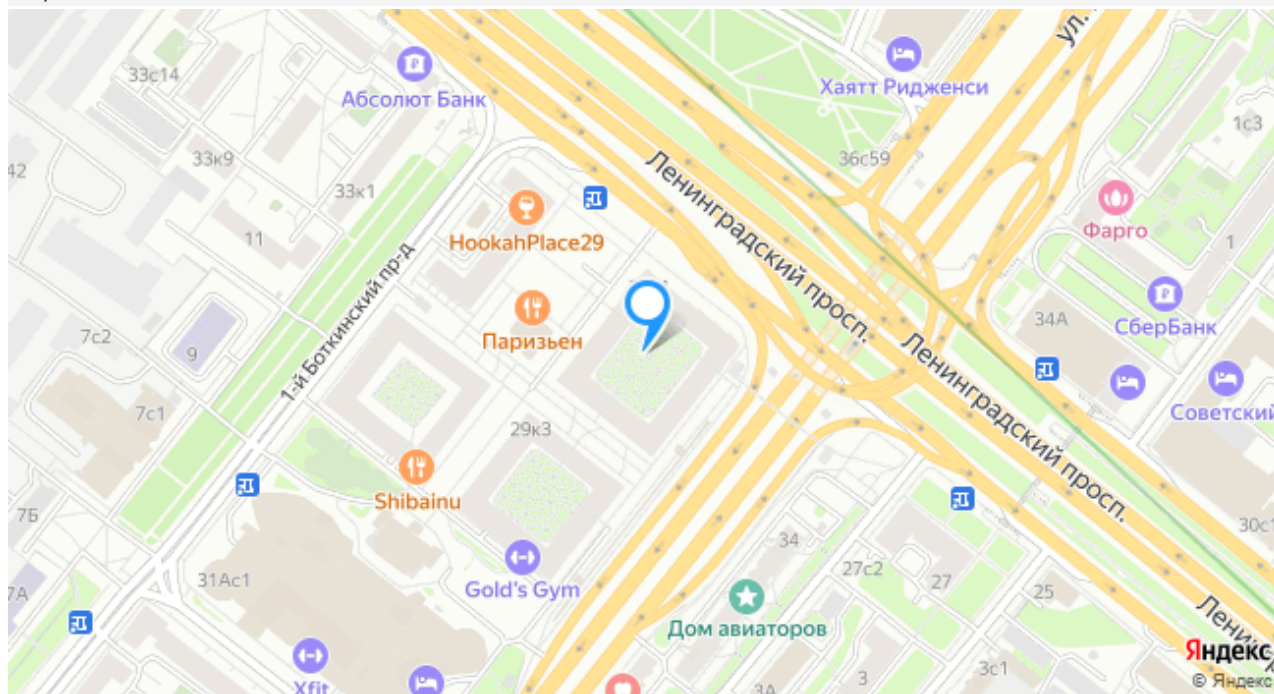 33с14
Абсолют Банк
ул.
Хаятт Ридженси
1с3
42
33к9
33к1
36с59
Ленинградский просп.
Фарго
11
HookahPlace29
1
1-й Боткинский пр-д
Паризьен
34А
СберБанк
7с2
9
Ленинградский просп.
Советский
7с1
29к3
Shibainu
7Б
30с1
34
31Ас1
Gold's Gym
27с2
27
25
7А
Дом авиаторов
Xfit
3А
3
3с1
Яндекс
© Яндекс